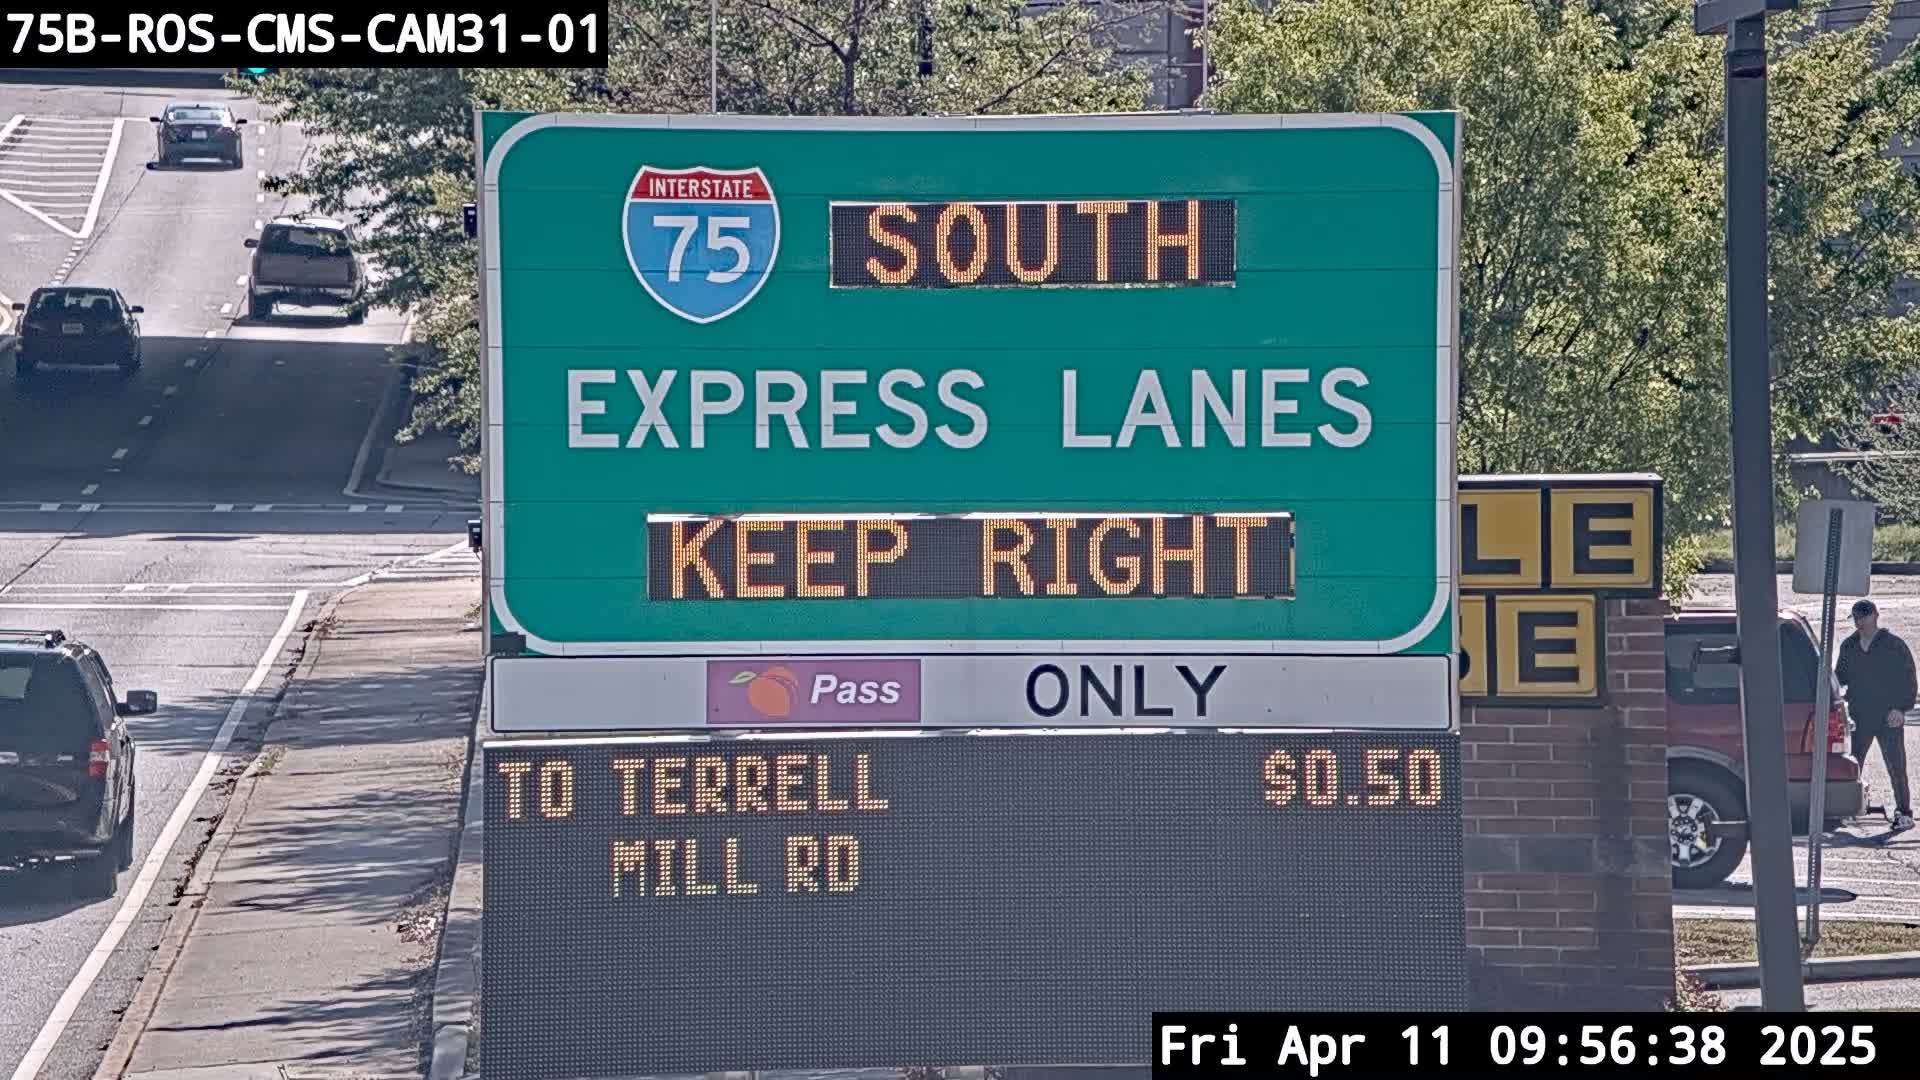 75B-ROS-CMS-CAM31-01
INTERSTATE
75
SOUTH
EXPRESS LANES
KEEP RIGHT
Pass ONLY
TO TERRELL $0.50
MILL RD
LE
E
Fri Apr 11 09:56:38 2025